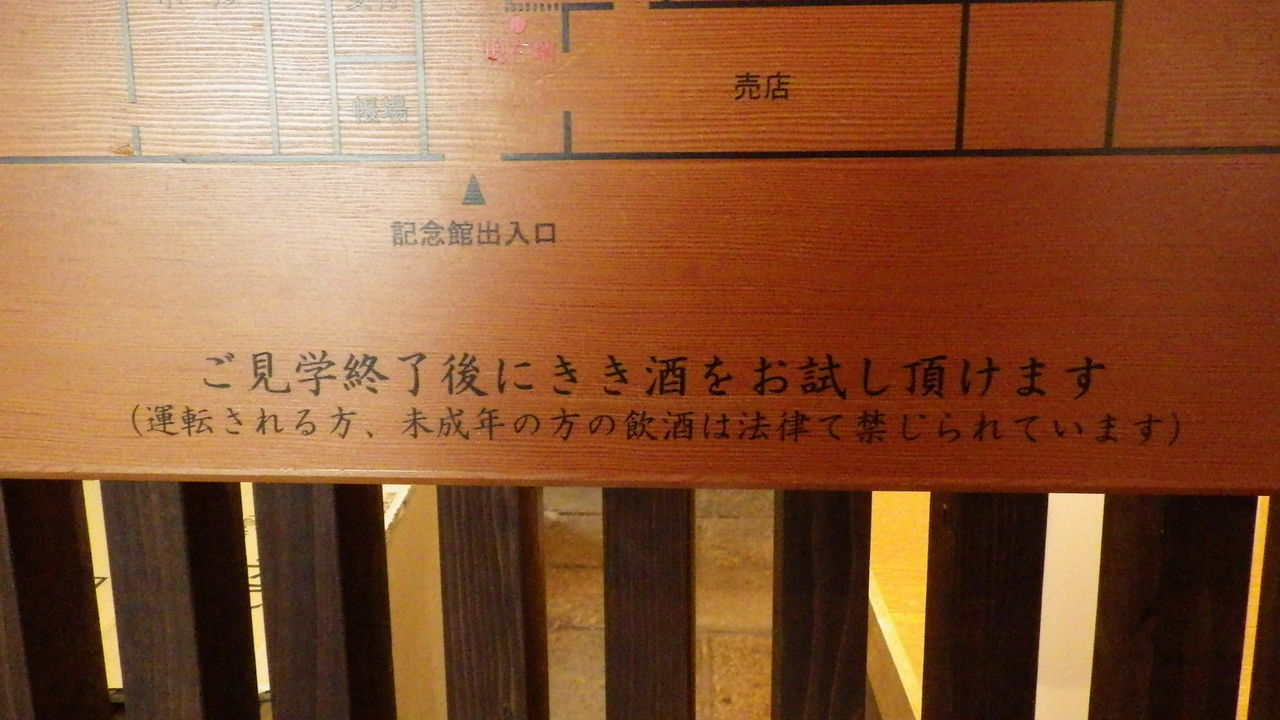 売店
帳場
記念館出入口
ご見学終了後にきき酒をお試し頂けます
(運転される方、未成年の方の飲酒は法律で禁じられています)